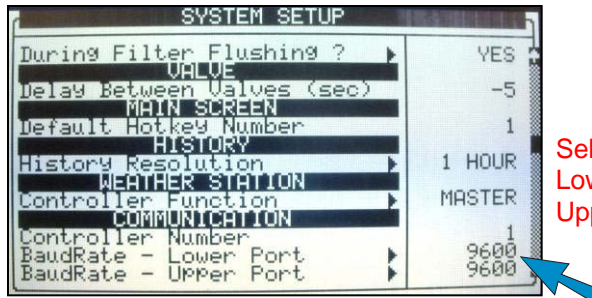 SYSTEM SETUP
During Filter Flushing ? YES
VALVE
Delay Between Valves (sec) -5
MAIN SCREEN
Default Hotkey Number 1
HISTORY
History Resolution 1 HOUR
WEATHER STATION
Controller Function MASTER
COMMUNICATION
Controller Number 1
BaudRate - Lower Port 9600
BaudRate - Upper Port 9600